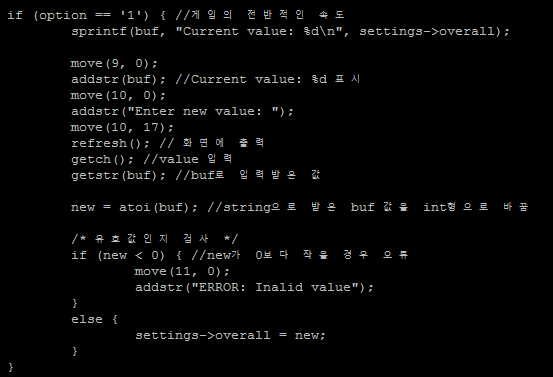 if (option == '1') { //게임의 전반적인 속도
sprintf(buf, "Current value: %d\n", settings->overall);
move(9, 0);
addstr(buf); //Current value: %d 표시
move(10, 0);
addstr("Enter new value: ");
move(10, 17);
refresh(); // 화면에 출력
getch(); //value 입력
getstr(buf); //buf로 입력받은 값
new = atoi(buf); //string으로 받은 buf 값을 int형으로 바꿈
/* 유효값인지 검사 */
if (new < 0) { //new가 0보다 작을 경우 오류
move(11, 0);
addstr("ERROR: Inalid value");
}
else {
settings->overall = new;
}
}